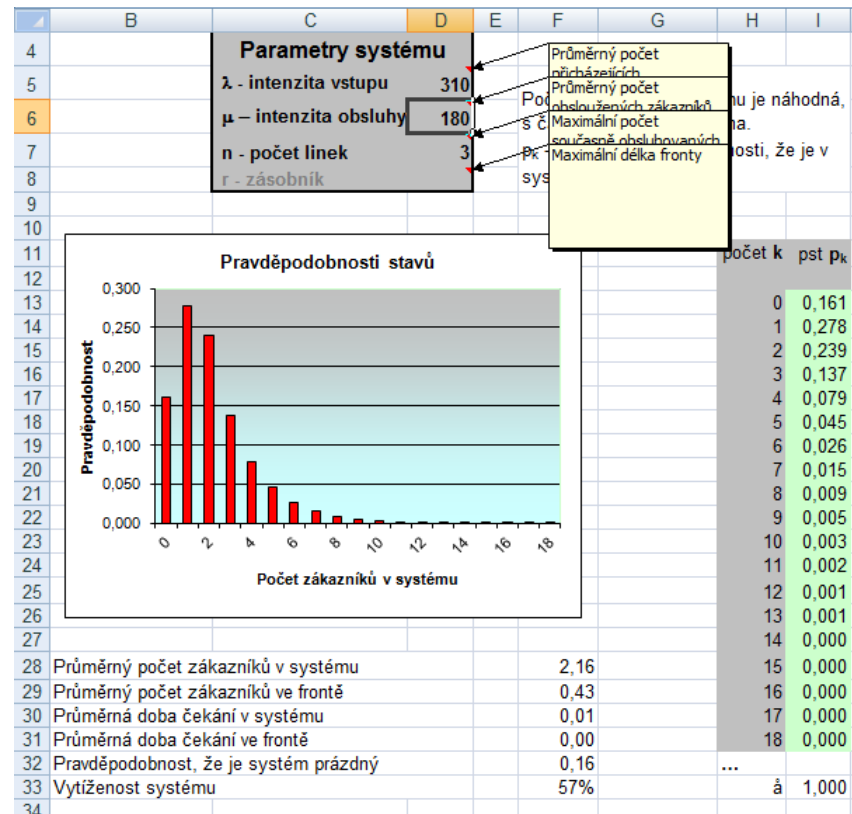 B C D E F G H I
4 Parametry systému
Průměrný počet
přicházejících
5 λ - intenzita vstupu 310
Průměrný počet
obsloužených zákazníků
6 μ – intenzita obsluhy 180
nu je náhodná,
s č
Maximální počet
současně obsluhovaných
na.
7 n - počet linek 3
pk
Maximální délka fronty
nosti, že je v
8 r - zásobník
sys
9
10
11 Pravděpodobnosti stavů počet k pst pk
12
13 0 0,161
14 1 0,278
15 2 0,239
16 3 0,137
17 4 0,079
18 5 0,045
19 6 0,026
20 7 0,015
21 8 0,009
22 9 0,005
23 10 0,003
24 11 0,002
25 12 0,001
26 13 0,001
27 14 0,000
0,300
0,250
0,200
0,150
0,100
0,050
0,000
Pravděpodobnost
0 2 4 6 8 10 12 14 16 18
Počet zákazníků v systému
28 Průměrný počet zákazníků v systému 2,16 15 0,000
29 Průměrný počet zákazníků ve frontě 0,43 16 0,000
30 Průměrná doba čekání v systému 0,01 17 0,000
31 Průměrná doba čekání ve frontě 0,00 18 0,000
32 Pravděpodobnost, že je systém prázdný 0,16 ...
33 Vytíženost systému 57% å 1,000
34